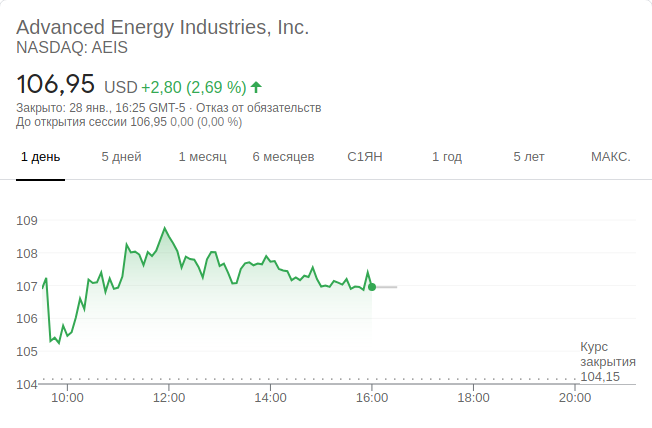 Advanced Energy Industries, Inc.
NASDAQ: AEIS
106,95 USD +2,80 (2,69 %)
Закрыто: 28 янв., 16:25 GMT-5 · Отказ от обязательств
До открытия сессии 106,95 0,00 (0,00 %)
1 день 5 дней 1 месяц 6 месяцев С1ЯН 1 год 5 лет МАКС.
109
108
107
106
105
104
Курс
закрытия
104,15
10:00 12:00 14:00 16:00 18:00 20:00